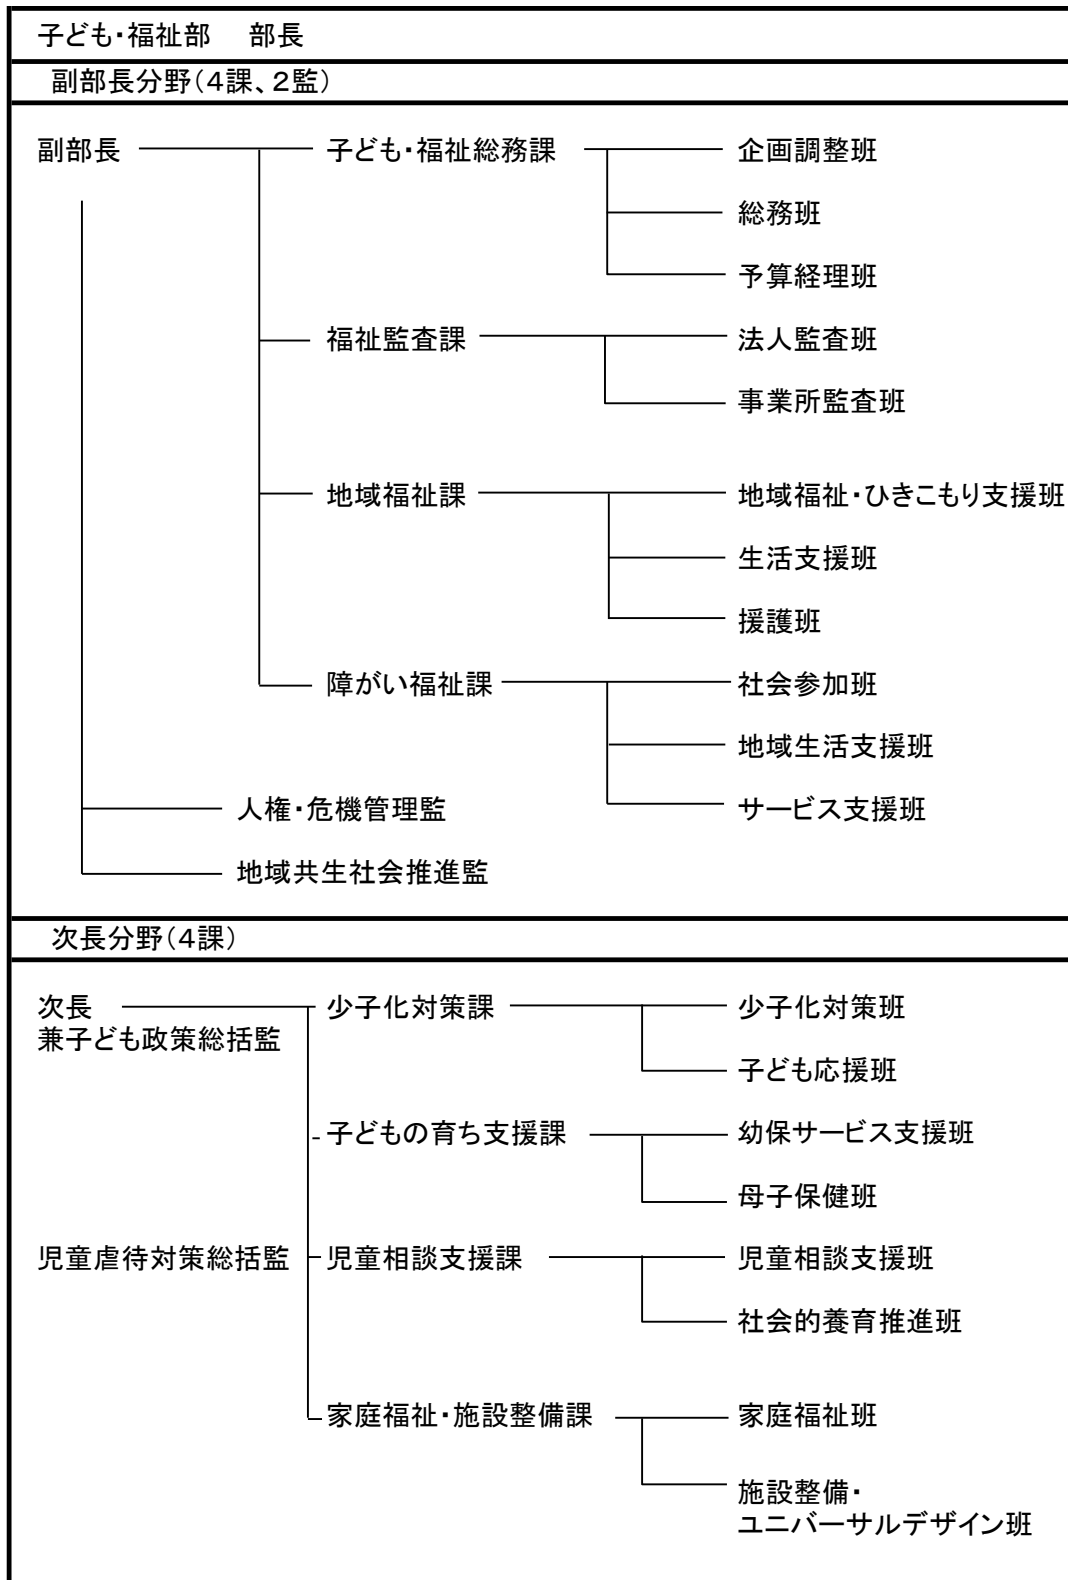 子ども・福祉部　部長
副部長分野(4課、2監)
副部長　子ども・福祉総務課　企画調整班
総務班
予算経理班
福祉監査課　法人監査班
事業所監査班
地域福祉課　地域福祉・ひきこもり支援班
生活支援班
援護班
障がい福祉課　社会参加班
地域生活支援班
サービス支援班
人権・危機管理監
地域共生社会推進監
次長分野(4課)
次長　少子化対策課　少子化対策班
兼子ども政策総括監
子ども応援班
子どもの育ち支援課　幼保サービス支援班
母子保健班
児童虐待対策総括監　児童相談支援課　児童相談支援班
社会的養育推進班
家庭福祉・施設整備課　家庭福祉班
施設整備・
ユニバーサルデザイン班